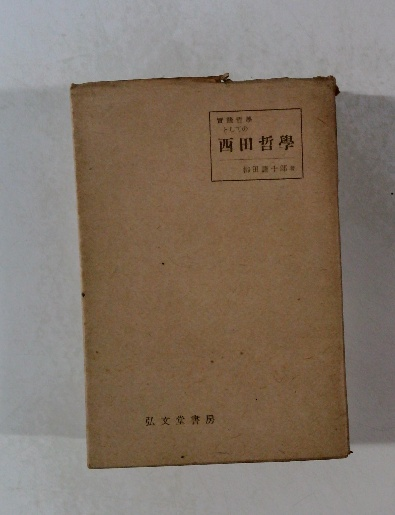 實踐哲學
としての
西田哲學
柳田謙十郎著
弘文堂書房